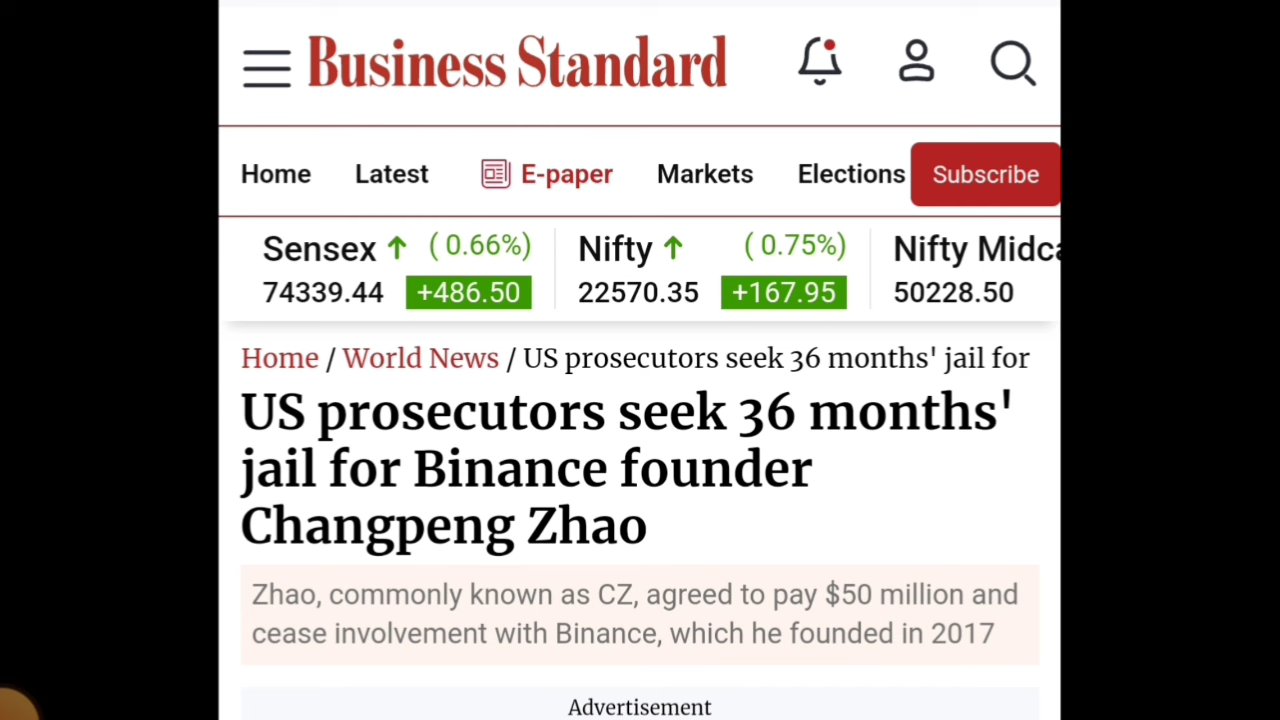 Business Standard
Home Latest E-paper Markets Elections Subscribe
Sensex ↑ ( 0.66%) Nifty ↑ ( 0.75%) Nifty Midca
74339.44 +486.50 22570.35 +167.95 50228.50
Home / World News / US prosecutors seek 36 months' jail for
US prosecutors seek 36 months'
jail for Binance founder
Changpeng Zhao
Zhao, commonly known as CZ, agreed to pay $50 million and
cease involvement with Binance, which he founded in 2017
Advertisement